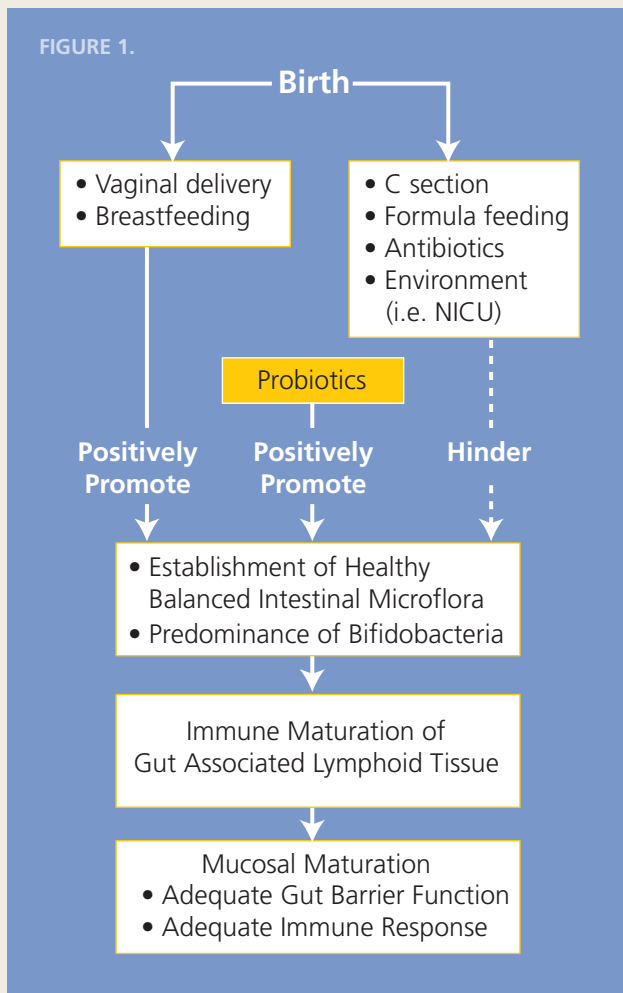 FIGURE 1.
Birth
• Vaginal delivery
• Breastfeeding
• C section
• Formula feeding
• Antibiotics
• Environment
(i.e. NICU)
Probiotics
Positively
Promote
Positively
Promote
Hinder
• Establishment of Healthy
Balanced Intestinal Microflora
• Predominance of Bifidobacteria
Immune Maturation of
Gut Associated Lymphoid Tissue
Mucosal Maturation
• Adequate Gut Barrier Function
• Adequate Immune Response